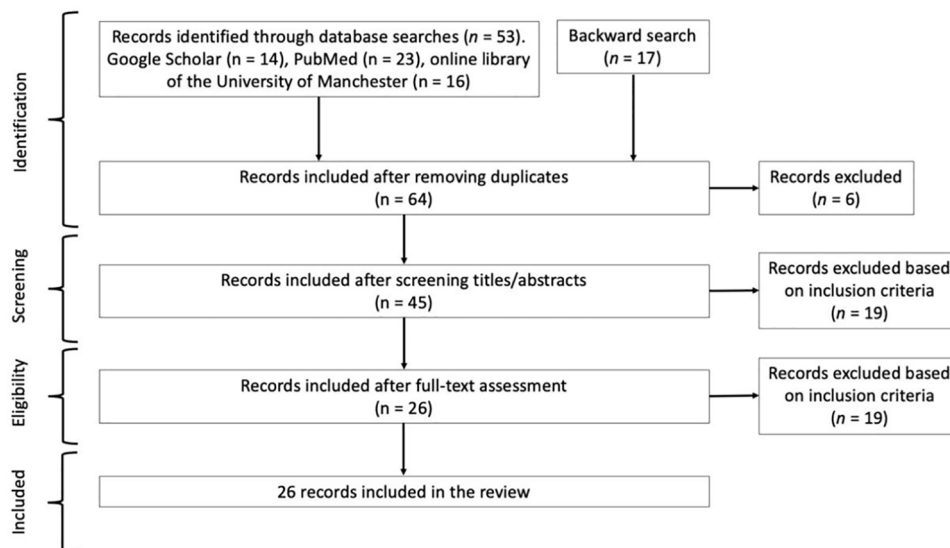 Identification
Records identified through database searches (n = 53).
Google Scholar (n = 14), PubMed (n = 23), online library
of the University of Manchester (n = 16)
Backward search
(n = 17)
Records included after removing duplicates
(n = 64)
Records excluded
(n = 6)
Screening
Records included after screening titles/abstracts
(n = 45)
Records excluded based
on inclusion criteria
(n = 19)
Eligibility
Records included after full-text assessment
(n = 26)
Records excluded based
on inclusion criteria
(n = 19)
Included
26 records included in the review